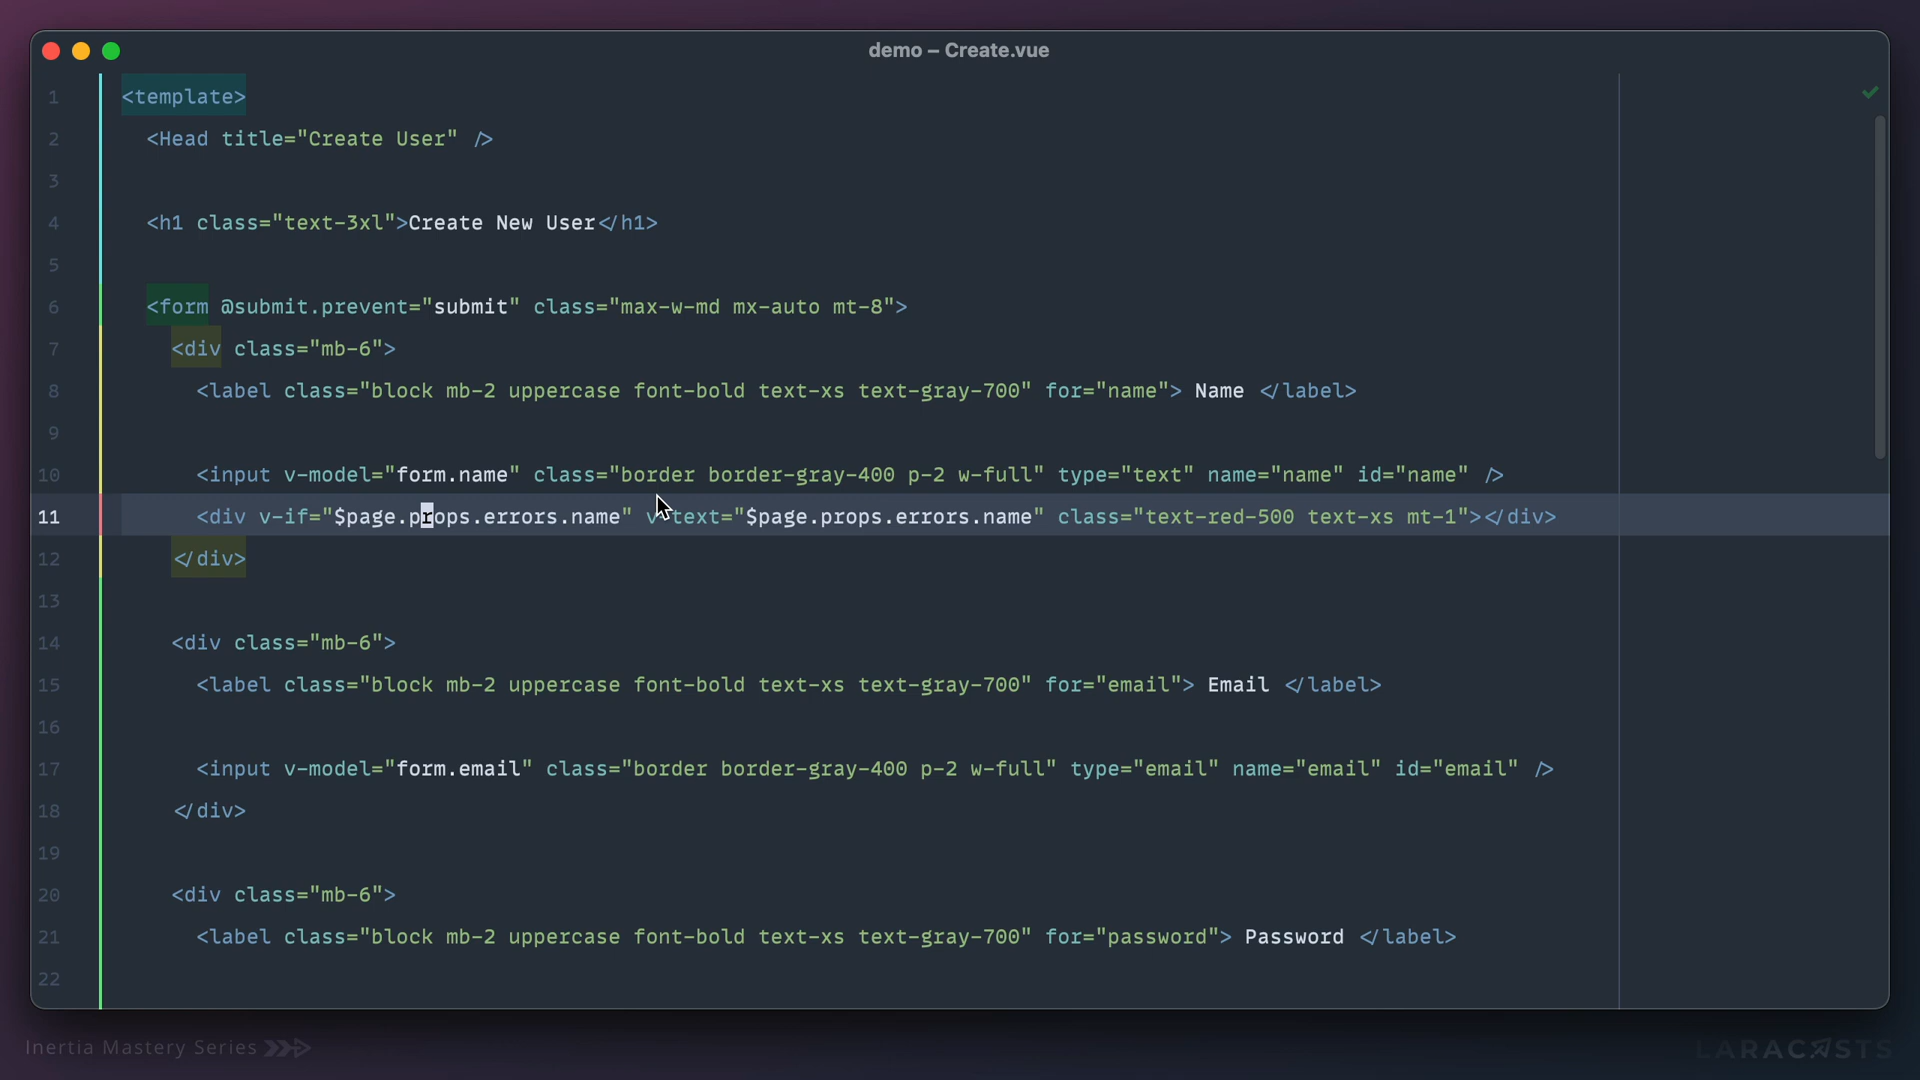 demo – Create.vue
1 <template>
2 <Head title="Create User" />
3
4 <h1 class="text-3xl">Create New User</h1>
5
6 <form @submit.prevent="submit" class="max-w-md mx-auto mt-8">
7 <div class="mb-6">
8 <label class="block mb-2 uppercase font-bold text-xs text-gray-700" for="name"> Name </label>
9
10 <input v-model="form.name" class="border border-gray-400 p-2 w-full" type="text" name="name" id="name" />
11 <div v-if="$page.props.errors.name" v-text="$page.props.errors.name" class="text-red-500 text-xs mt-1"></div>
12 </div>
13
14 <div class="mb-6">
15 <label class="block mb-2 uppercase font-bold text-xs text-gray-700" for="email"> Email </label>
16
17 <input v-model="form.email" class="border border-gray-400 p-2 w-full" type="email" name="email" id="email" />
18 </div>
19
20 <div class="mb-6">
21 <label class="block mb-2 uppercase font-bold text-xs text-gray-700" for="password"> Password </label>
22
Inertia Mastery Series
LARACASTS